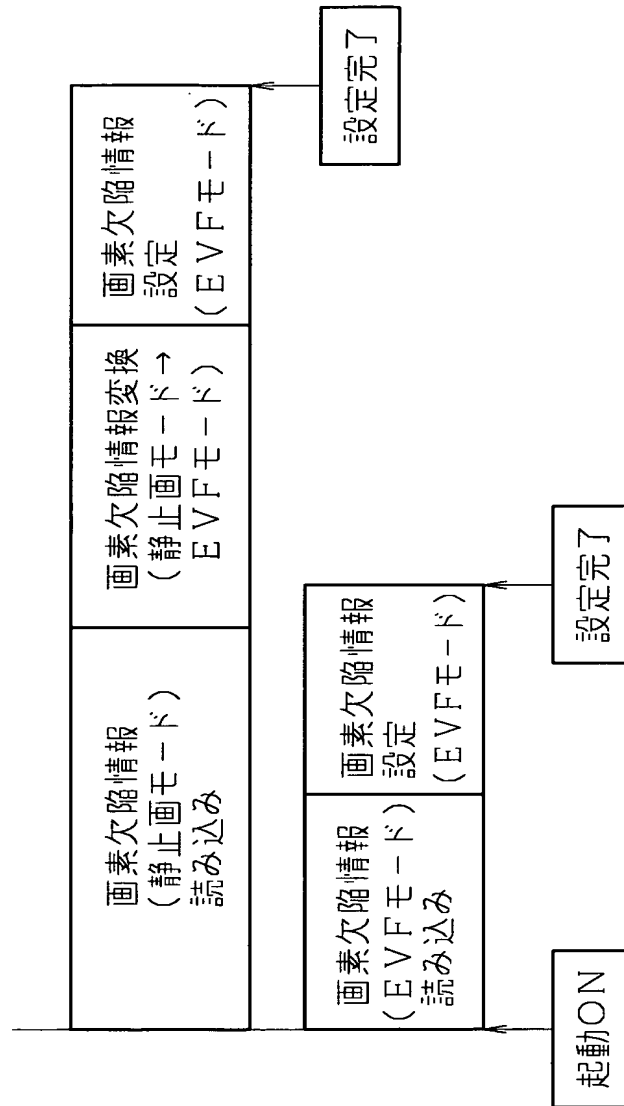 画素欠陥情報
(静止画モード)
読み込み
画素欠陥情報変換
(静止画モード→
EVFモード)
画素欠陥情報
設定
(EVFモード)
設定完了
画素欠陥情報
(EVFモード)
読み込み
画素欠陥情報
設定
(EVFモード)
設定完了
起動ON